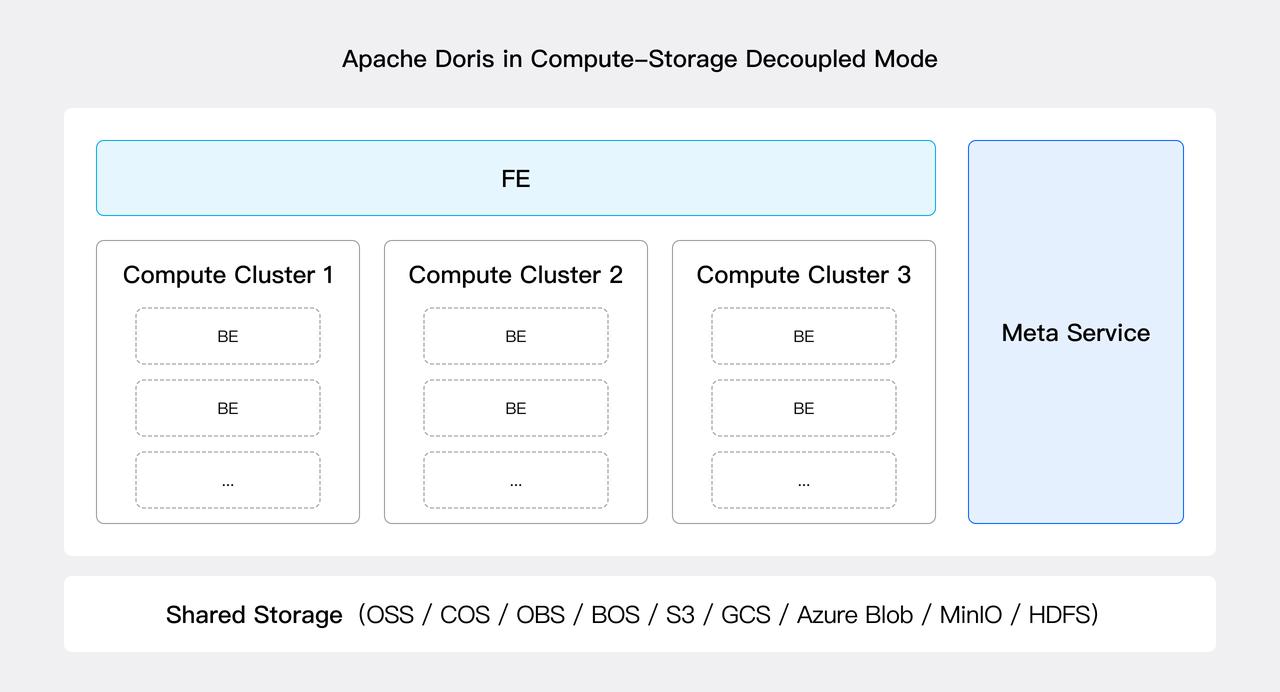 Apache Doris in Compute–Storage Decoupled Mode
FE
Meta Service
Compute Cluster 1
BE
BE
...
Compute Cluster 2
BE
BE
...
Compute Cluster 3
BE
BE
...
Shared Storage (OSS / COS / OBS / BOS / S3 / GCS / Azure Blob / MinIO / HDFS)